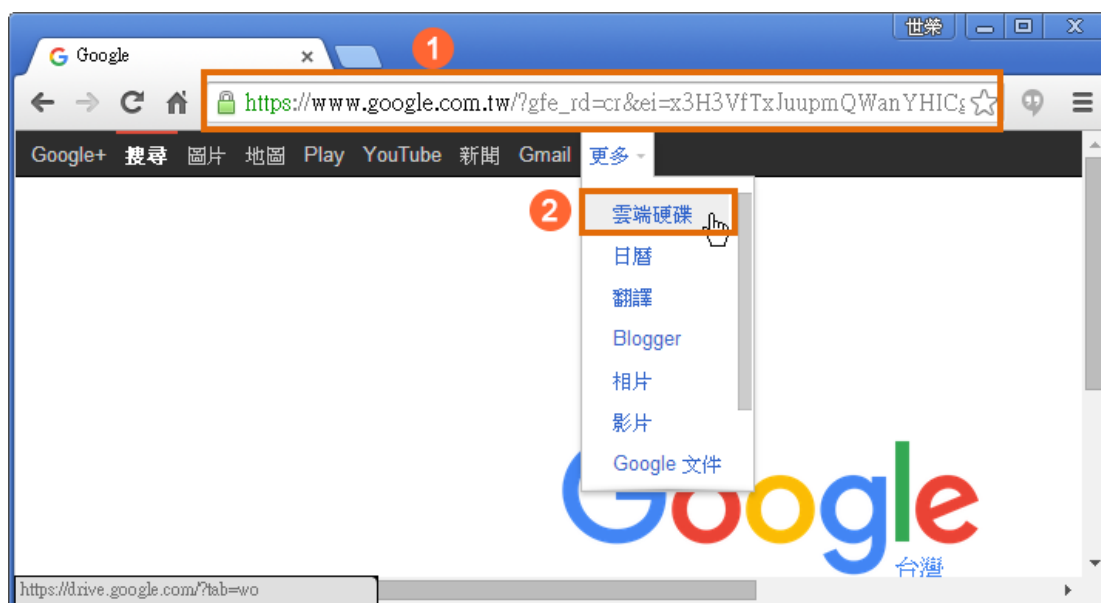 世榮
Google
1
https://www.google.com.tw/?gfe_rd=cr&ei=x3H3VfTxJuupmQWanYHICg
Google+ 搜尋 圖片 地圖 Play YouTube 新聞 Gmail 更多
2
雲端硬碟
日曆
翻譯
Blogger
相片
影片
Google 文件
Google
台灣
https://drive.google.com/?tab=wo